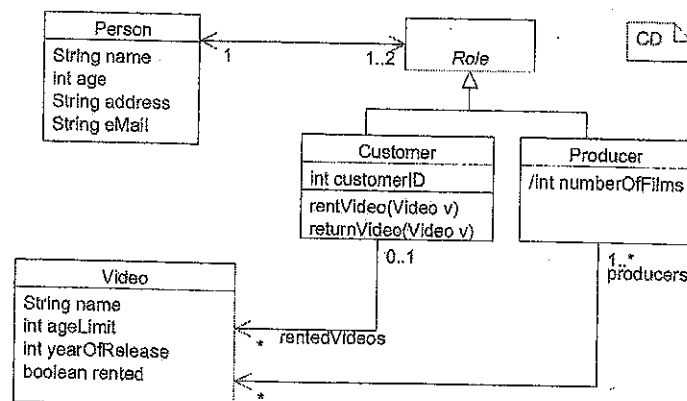 Person
String name
int age
String address
String eMail
1
1..2
Role
CD
Customer
int customerID
rentVideo(Video v)
returnVideo(Video v)
0..1
Producer
/int numberOfFilms
1..*
producers
Video
String name
int ageLimit
int yearOfRelease
boolean rented
* rentedVideos
*